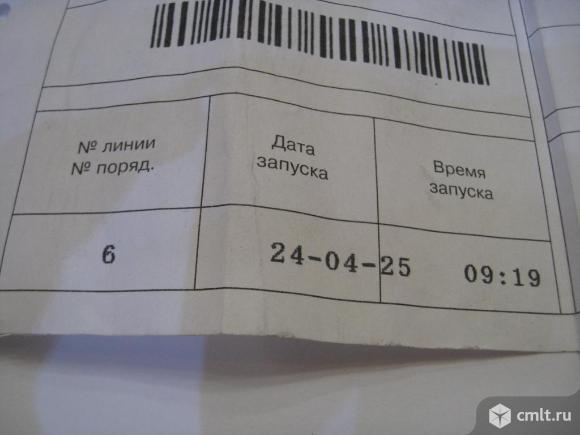 № линии
№ поряд.
Дата
запуска
Время
запуска
6
24-04-25
09:19
cmlt.ru